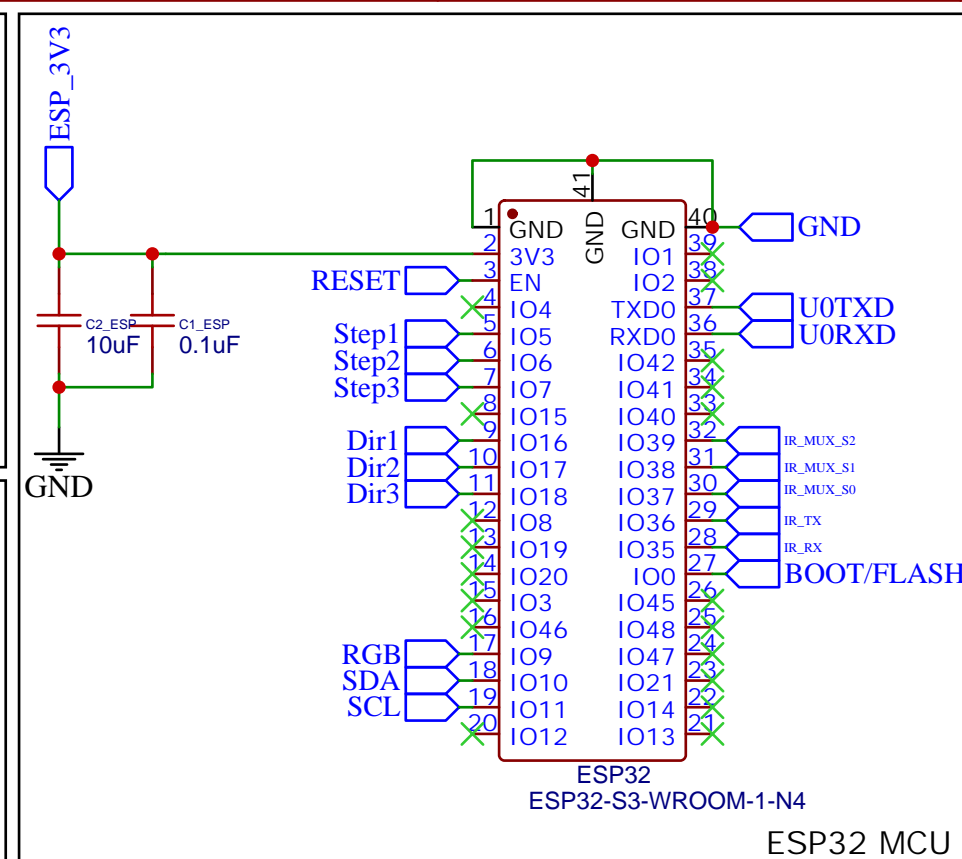 ESP_3V3
C2_ESP
10uF
C1_ESP
0.1uF
GND
41
GND
1 GND GND 40 GND
2 3V3 IO1 39
RESET 3 EN IO2 38
4 IO4 TXD0 37 U0TXD
Step1 5 IO5 RXD0 36 U0RXD
Step2 6 IO6 IO42 35
Step3 7 IO7 IO41 34
8 IO15 IO40 33
Dir1 9 IO16 IO39 32 IR_MUX_S2
Dir2 10 IO17 IO38 31 IR_MUX_S1
Dir3 11 IO18 IO37 30 IR_MUX_S0
12 IO8 IO36 29 IR_TX
13 IO19 IO35 28 IR_RX
14 IO20 IO0 27 BOOT/FLASH
15 IO3 IO45 26
16 IO46 IO48 25
RGB 17 IO9 IO47 24
SDA 18 IO10 IO21 23
SCL 19 IO11 IO14 22
20 IO12 IO13 21
ESP32
ESP32-S3-WROOM-1-N4
ESP32 MCU